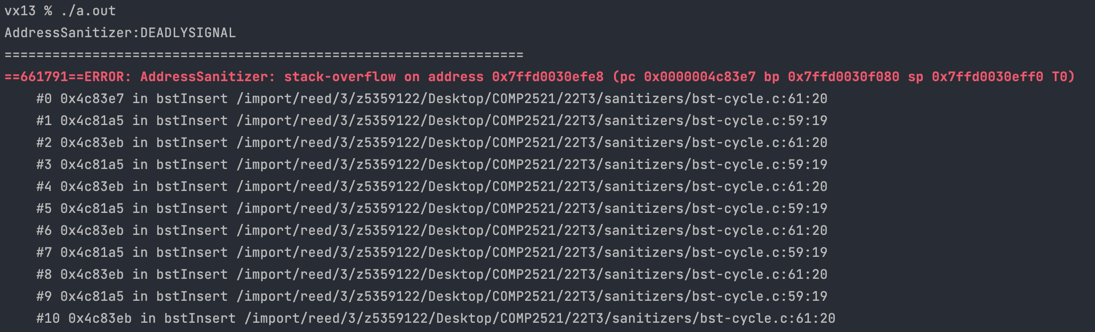 vx13 % ./a.out
AddressSanitizer:DEADLYSIGNAL
=================================================================
==661791==ERROR: AddressSanitizer: stack-overflow on address 0x7ffd0030efe8 (pc 0x0000004c83e7 bp 0x7ffd0030f080 sp 0x7ffd0030eff0 T0)
    #0 0x4c83e7 in bstInsert /import/reed/3/z5359122/Desktop/COMP2521/22T3/sanitizers/bst-cycle.c:61:20
    #1 0x4c81a5 in bstInsert /import/reed/3/z5359122/Desktop/COMP2521/22T3/sanitizers/bst-cycle.c:59:19
    #2 0x4c83eb in bstInsert /import/reed/3/z5359122/Desktop/COMP2521/22T3/sanitizers/bst-cycle.c:61:20
    #3 0x4c81a5 in bstInsert /import/reed/3/z5359122/Desktop/COMP2521/22T3/sanitizers/bst-cycle.c:59:19
    #4 0x4c83eb in bstInsert /import/reed/3/z5359122/Desktop/COMP2521/22T3/sanitizers/bst-cycle.c:61:20
    #5 0x4c81a5 in bstInsert /import/reed/3/z5359122/Desktop/COMP2521/22T3/sanitizers/bst-cycle.c:59:19
    #6 0x4c83eb in bstInsert /import/reed/3/z5359122/Desktop/COMP2521/22T3/sanitizers/bst-cycle.c:61:20
    #7 0x4c81a5 in bstInsert /import/reed/3/z5359122/Desktop/COMP2521/22T3/sanitizers/bst-cycle.c:59:19
    #8 0x4c83eb in bstInsert /import/reed/3/z5359122/Desktop/COMP2521/22T3/sanitizers/bst-cycle.c:61:20
    #9 0x4c81a5 in bstInsert /import/reed/3/z5359122/Desktop/COMP2521/22T3/sanitizers/bst-cycle.c:59:19
    #10 0x4c83eb in bstInsert /import/reed/3/z5359122/Desktop/COMP2521/22T3/sanitizers/bst-cycle.c:61:20